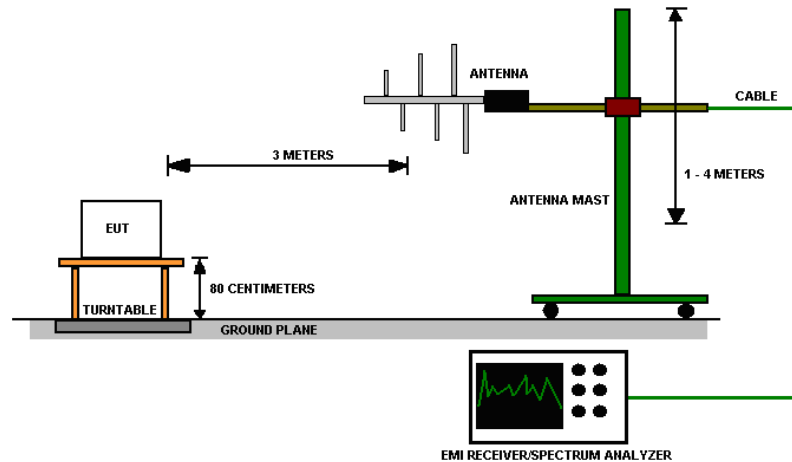 ANTENNA
CABLE
3 METERS
1 - 4 METERS
ANTENNA MAST
EUT
80 CENTIMETERS
TURNTABLE
GROUND PLANE
EMI RECEIVER/SPECTRUM ANALYZER